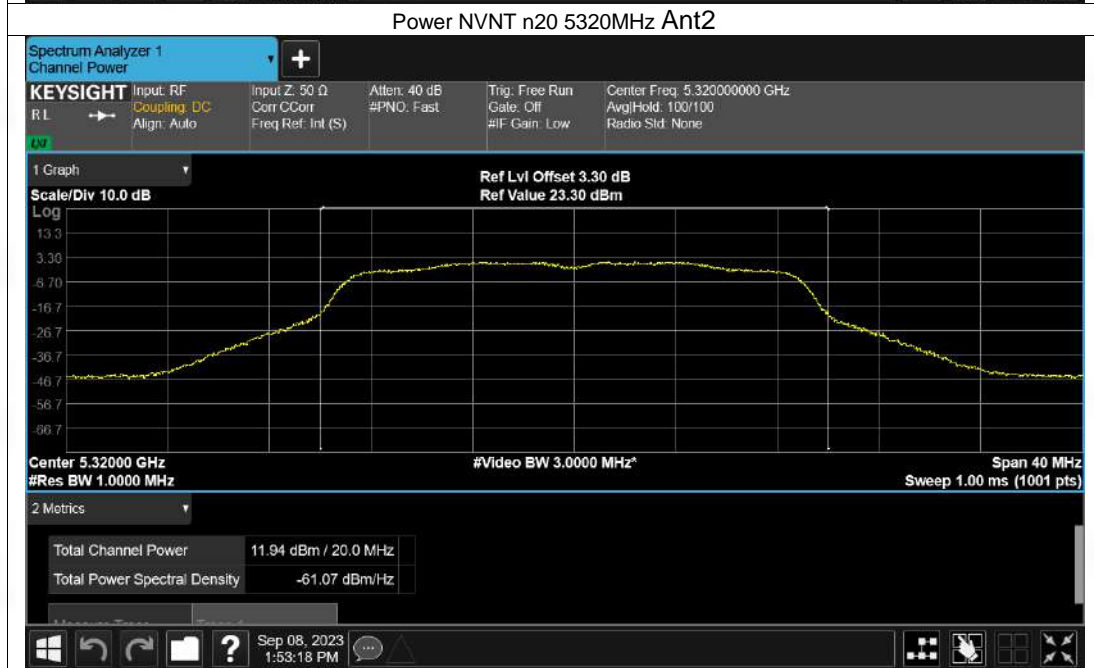 Power NVNT n20 5320MHz Ant2
Spectrum Analyzer 1
Channel Power
+
KEYSIGHT
RL
LXI
Input: RF
Coupling: DC
Align: Auto
Input Z: 50 Ω
Corr CCorr
Freq Ref: Int (S)
Atten: 40 dB
#PNO: Fast
Trig: Free Run
Gate: Off
#IF Gain: Low
Center Freq: 5.320000000 GHz
Avg|Hold: 100/100
Radio Std: None
1 Graph
Scale/Div 10.0 dB
Ref Lvl Offset 3.30 dB
Ref Value 23.30 dBm
Log
13.3
3.30
-6.70
-16.7
-26.7
-36.7
-46.7
-56.7
-66.7
Center 5.32000 GHz
#Video BW 3.0000 MHz*
Span 40 MHz
#Res BW 1.0000 MHz
Sweep 1.00 ms (1001 pts)
2 Metrics
Total Channel Power 11.94 dBm / 20.0 MHz
Total Power Spectral Density -61.07 dBm/Hz
?
Sep 08, 2023
1:53:18 PM